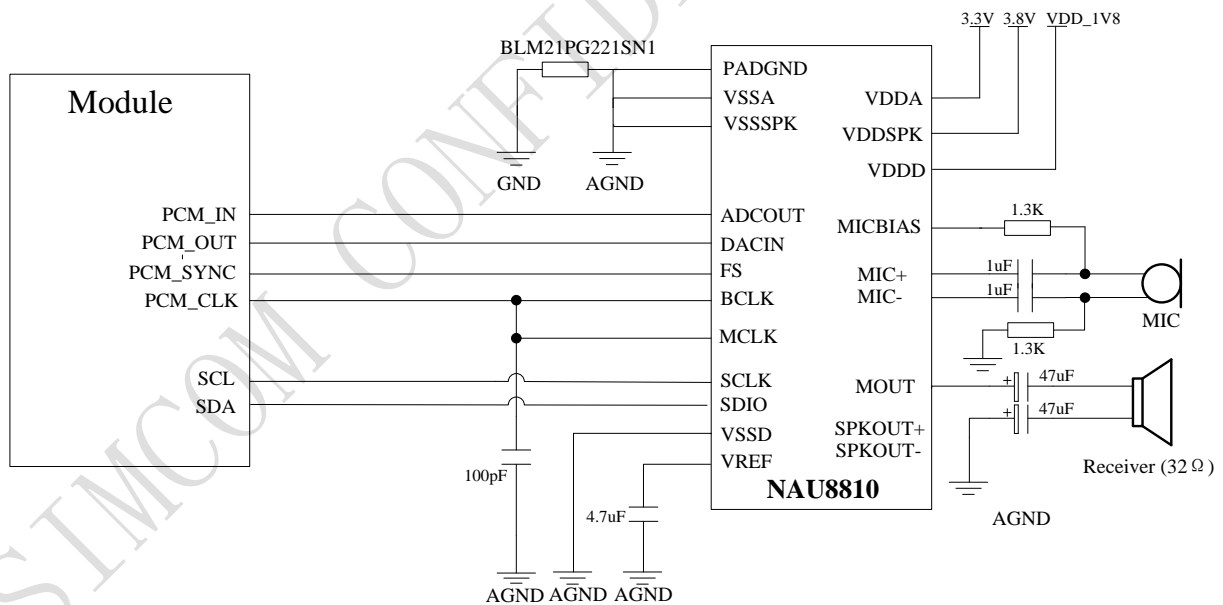 3.3V 3.8V VDD_1V8
BLM21PG221SN1
Module
PADGND
VSSA
VSSSPK
VDDA
VDDSPK
VDDD
GND
AGND
PCM_IN
PCM_OUT
PCM_SYNC
PCM_CLK
ADCOUT
DACIN
FS
BCLK
MCLK
MICBIAS
1.3K
MIC+
MIC-
1uF
1uF
MIC
1.3K
SCL
SDA
SCLK
SDIO
VSSD
VREF
MOUT
SPKOUT+
SPKOUT-
+ 47uF
+ 47uF
Receiver (32Ω)
NAU8810
100pF
4.7uF
AGND
AGND AGND AGND
SIMCOM CONFID